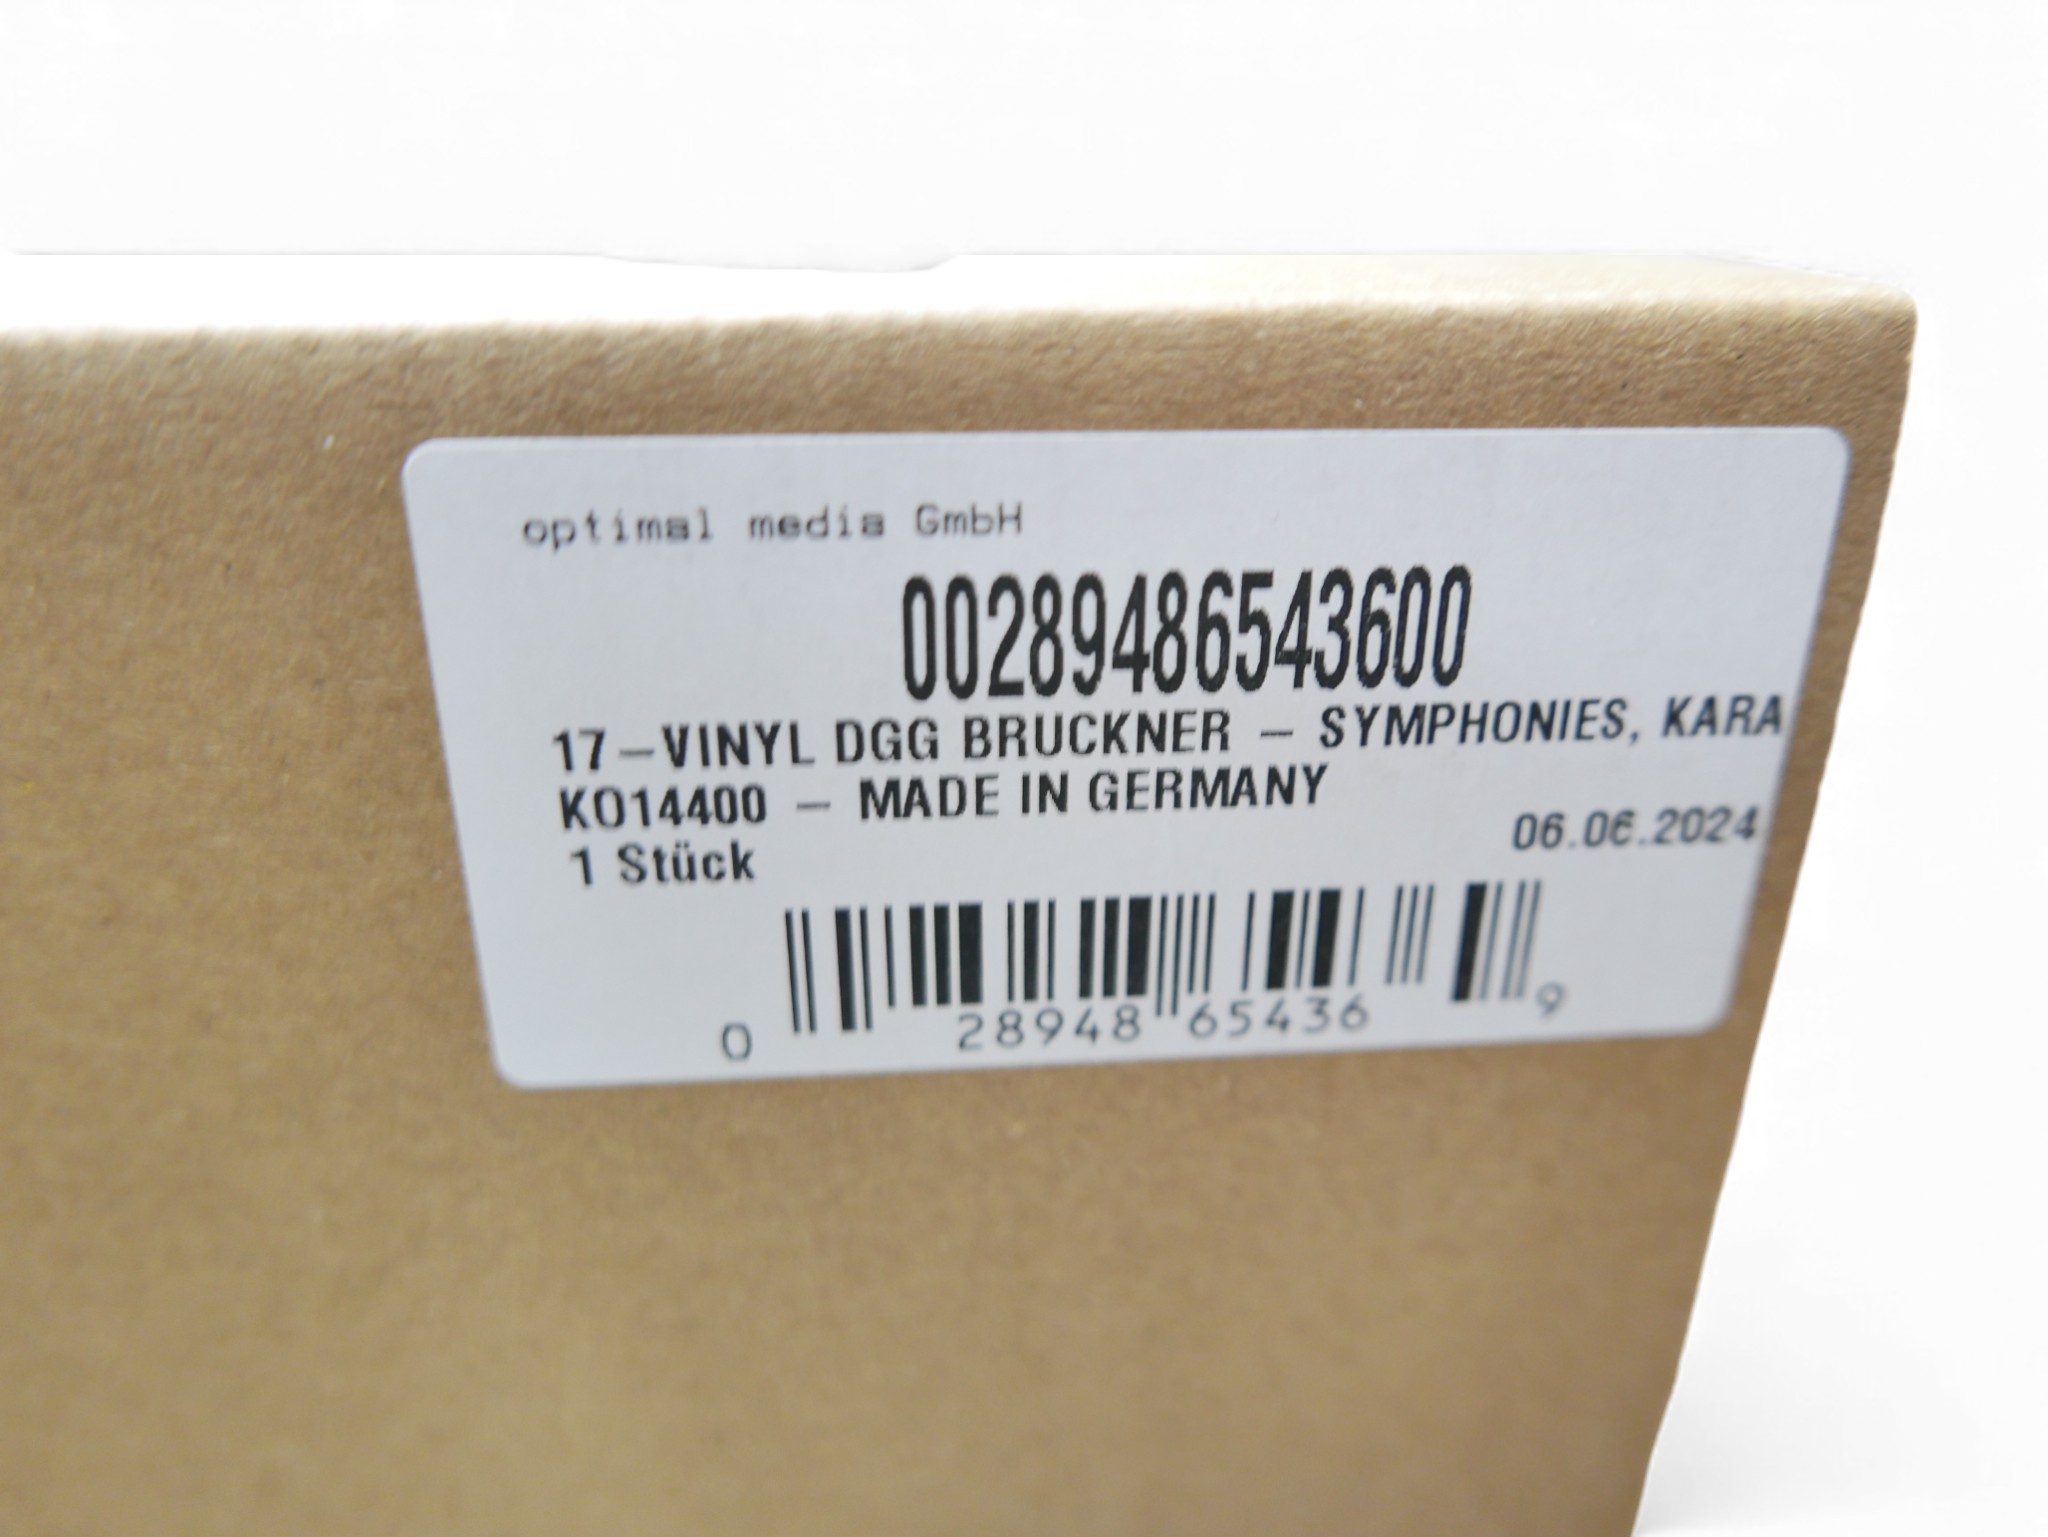 optimal media GmbH
00289486543600
17-VINYL DGG BRUCKNER - SYMPHONIES, KARA
KO14400 - MADE IN GERMANY
06.06.2024
1 Stück
0 28948 65436 9